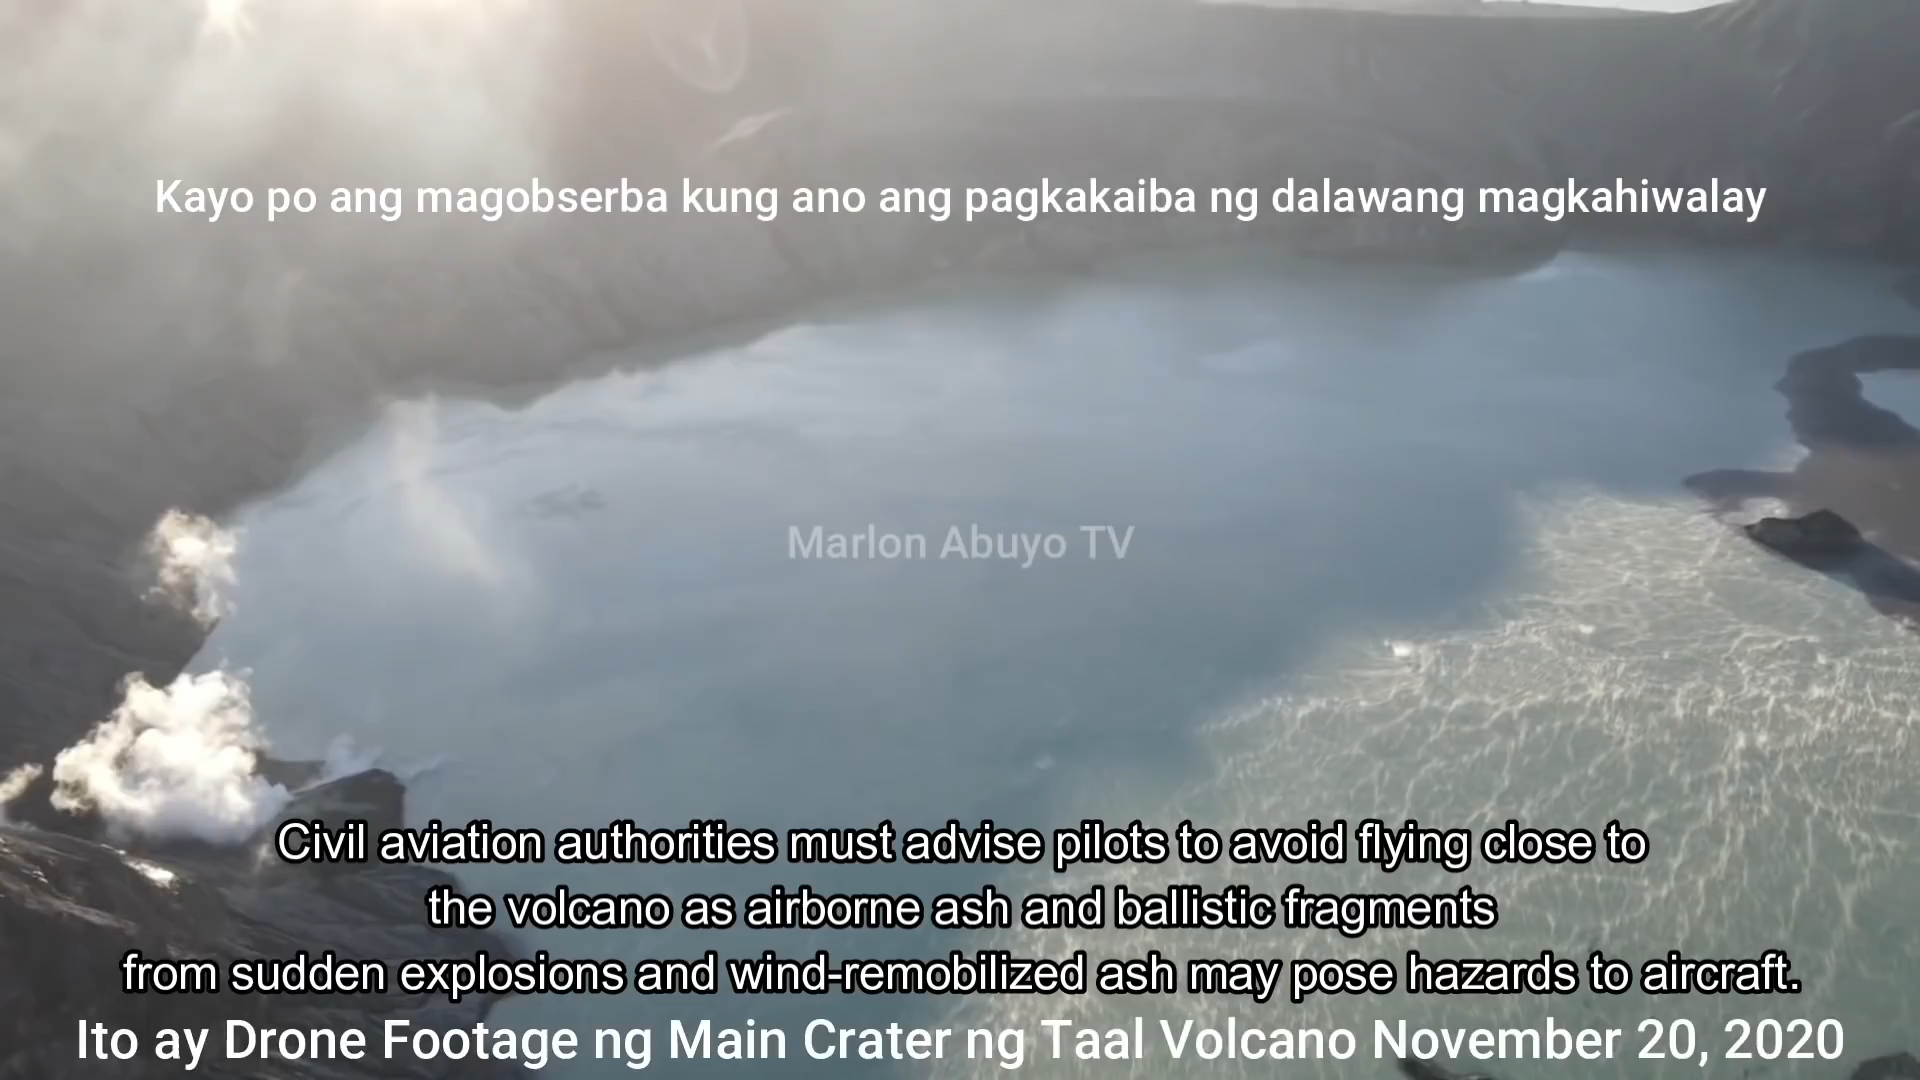 Kayo po ang magobserba kung ano ang pagkakaiba ng dalawang magkahiwalay
Marlon Abuyo TV
Civil aviation authorities must advise pilots to avoid flying close to
the volcano as airborne ash and ballistic fragments
from sudden explosions and wind-remobilized ash may pose hazards to aircraft.
Ito ay Drone Footage ng Main Crater ng Taal Volcano November 20, 2020